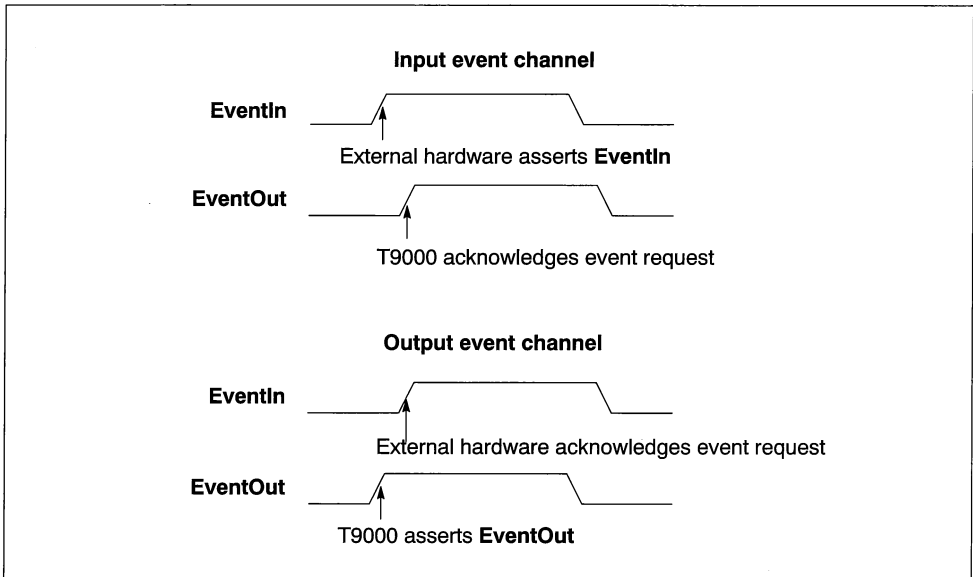 Input event channel
EventIn
External hardware asserts EventIn
EventOut
T9000 acknowledges event request
Output event channel
EventIn
External hardware acknowledges event request
EventOut
T9000 asserts EventOut